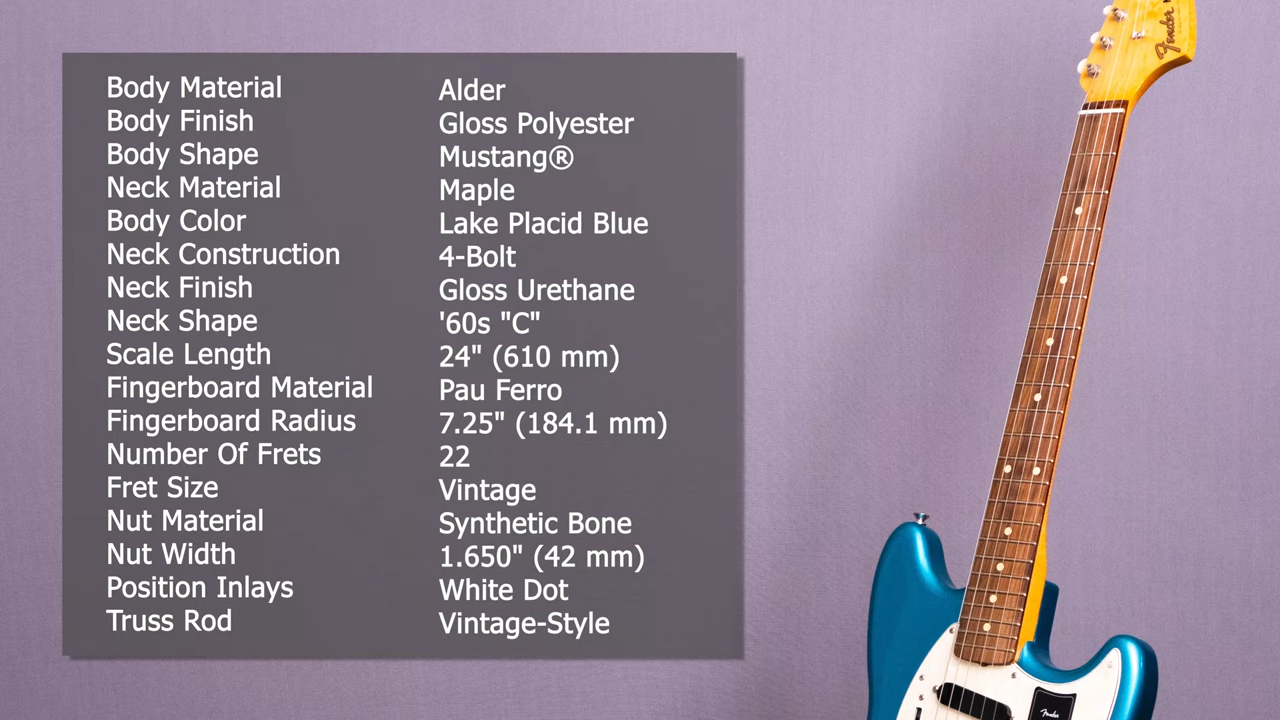 Body Material Alder
Body Finish Gloss Polyester
Body Shape Mustang®
Neck Material Maple
Body Color Lake Placid Blue
Neck Construction 4-Bolt
Neck Finish Gloss Urethane
Neck Shape '60s "C"
Scale Length 24" (610 mm)
Fingerboard Material Pau Ferro
Fingerboard Radius 7.25" (184.1 mm)
Number Of Frets 22
Fret Size Vintage
Nut Material Synthetic Bone
Nut Width 1.650" (42 mm)
Position Inlays White Dot
Truss Rod Vintage-Style
Fender
Fender